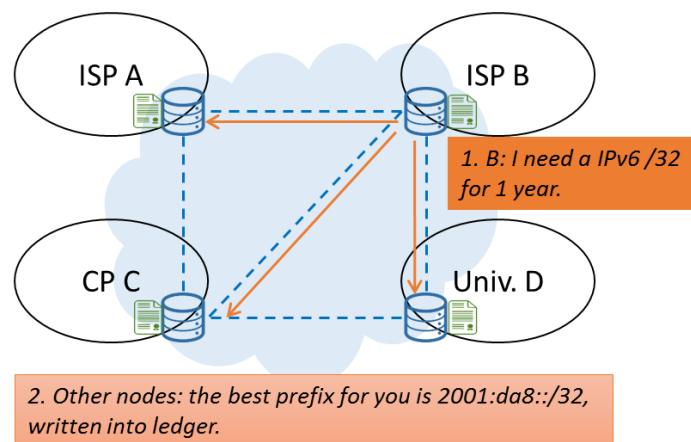 ISP A
ISP B
1. B: I need a IPv6 /32
for 1 year.
CP C
Univ. D
2. Other nodes: the best prefix for you is 2001:da8::/32,
written into ledger.